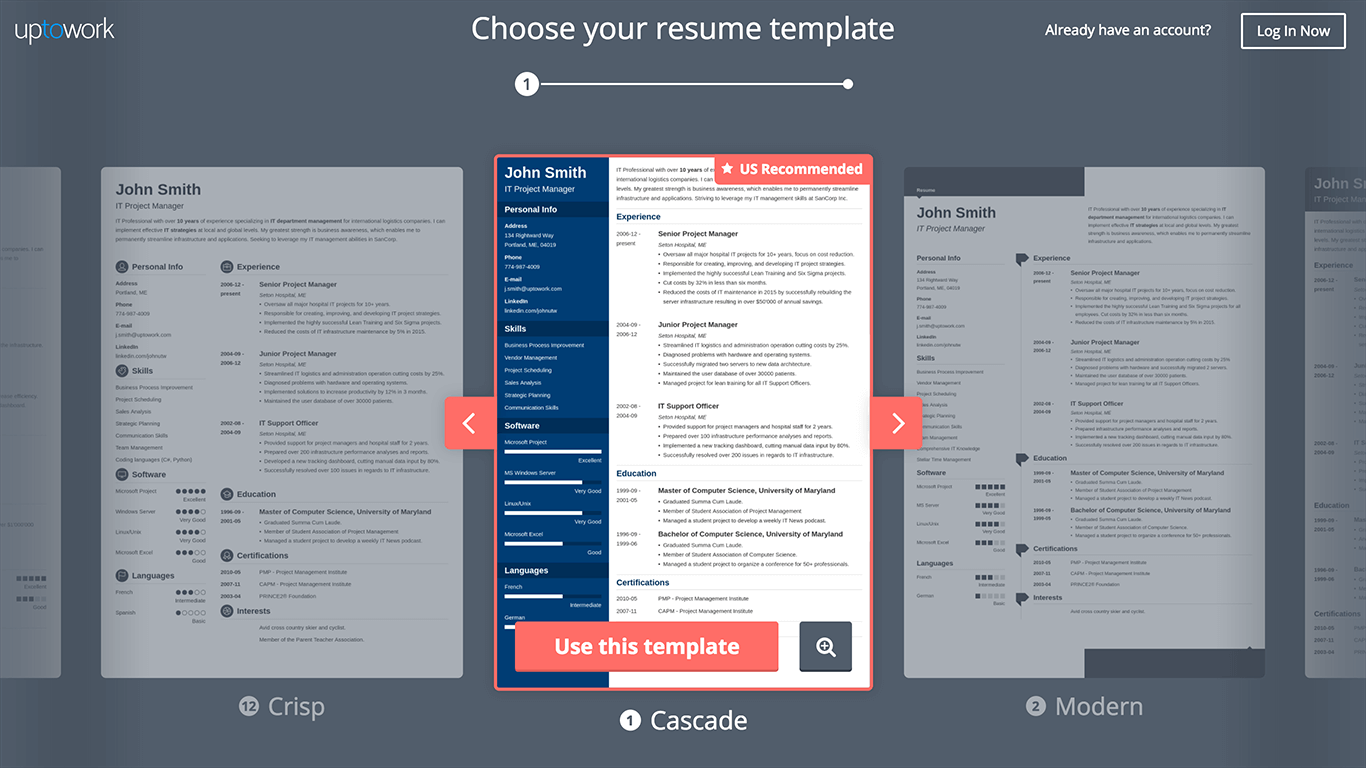 uptowork
Choose your resume template
Already have an account?
Log In Now
1
John Smith
IT Project Manager
IT Professional with over 10 years of experience specializing in IT department management for international logistics companies. I can
implement effective IT strategies at local and global levels. My greatest strength is business awareness, which enables me to
permanently streamline infrastructure and applications. Seeking to leverage my IT management abilities in SanCorp.
Personal Info
Address
Portland, ME
Phone
774-987-4009
E-mail
j.smith@uptowork.com
LinkedIn
linkedin.com/johnutw
Skills
Business Process Improvement
Project Scheduling
Sales Analysis
Strategic Planning
Communication Skills
Team Management
Coding languages (C#, Python)
Software
Microsoft Project
Excellent
Windows Server
Very Good
Linux/Unix
Very Good
Microsoft Excel
Good
Languages
French
Intermediate
Spanish
Basic
Experience
2006-12 -
present
Senior Project Manager
Seton Hospital, ME
• Oversaw all major hospital IT projects for 10+ years.
• Responsible for creating, improving, and developing IT project strategies.
• Implemented the highly successful Lean Training and Six Sigma projects.
• Reduced the costs of IT infrastructure maintenance by 5% in 2015.
2004-09 -
2006-12
Junior Project Manager
Seton Hospital, ME
• Streamlined IT logistics and administration operation cutting costs by 25%.
• Diagnosed problems with hardware and operating systems.
• Implemented solutions to increase productivity by 12% in 3 months.
• Maintained the user database of over 30000 patients.
2002-08 -
2004-09
IT Support Officer
Seton Hospital, ME
• Provided support for project managers and hospital staff for 2 years.
• Prepared over 200 infrastructure performance analyses and reports.
• Developed a new tracking dashboard, cutting manual data input by 60%.
• Successfully resolved over 100 issues in regards to IT infrastructure.
Education
1996-09 -
2001-05
Master of Computer Science, University of Maryland
• Graduated Summa Cum Laude.
• Member of Student Association of Project Management.
• Managed a student project to develop a weekly IT News podcast.
Certifications
2010-05 PMP - Project Management Institute
2007-11 CAPM - Project Management Institute
2003-04 PRINCE2® Foundation
Interests
Avid cross country skier and cyclist.
Member of the Parent Teacher Association.
12 Crisp
John Smith
IT Project Manager
Personal Info
Address
134 Rightward Way
Portland, ME, 04019
Phone
774-987-4009
E-mail
j.smith@uptowork.com
LinkedIn
linkedin.com/johnutw
Skills
Business Process Improvement
Vendor Management
Project Scheduling
Sales Analysis
Strategic Planning
Communication Skills
Software
Microsoft Project
Excellent
MS Windows Server
Very Good
Linux/Unix
Very Good
Microsoft Excel
Good
Languages
French
Intermediate
German
US Recommended
IT Professional with over 10 years of
international logistics companies. I can
levels. My greatest strength is business awareness, which enables me to permanently streamline
infrastructure and applications. Striving to leverage my IT management skills at SanCorp Inc.
Experience
2006-12 -
present
Senior Project Manager
Seton Hospital, ME
• Oversaw all major hospital IT projects for 10+ years, focus on cost reduction.
• Responsible for creating, improving, and developing IT project strategies.
• Implemented the highly successful Lean Training and Six Sigma projects.
• Cut costs by 32% in less than six months.
• Reduced the costs of IT maintenance in 2015 by successfully rebuilding the
server infrastructure resulting in over $50'000 of annual savings.
2004-09 -
2006-12
Junior Project Manager
Seton Hospital, ME
• Streamlined IT logistics and administration operation cutting costs by 25%.
• Diagnosed problems with hardware and operating systems.
• Successfully migrated two servers to new data architecture.
• Maintained the user database of over 30000 patients.
• Managed project for lean training for all IT Support Officers.
2002-08 -
2004-09
IT Support Officer
Seton Hospital, ME
• Provided support for project managers and hospital staff for 2 years.
• Prepared over 100 infrastructure performance analyses and reports.
• Implemented a new tracking dashboard, cutting manual data input by 80%.
• Successfully resolved over 200 issues in regards to IT infrastructure.
Education
1999-09 -
2001-05
Master of Computer Science, University of Maryland
• Graduated Summa Cum Laude.
• Member of Student Association of Project Management
• Managed a student project to develop a weekly IT News podcast.
1996-09 -
1999-06
Bachelor of Computer Science, University of Maryland
• Graduated Summa Cum Laude.
• Member of Student Association of Computer Science.
• Managed a student project to organize a conference for 50+ professionals.
Certifications
2010-05 PMP - Project Management Institute
2007-11 CAPM - Project Management Institute
Use this template
1 Cascade
Resume
John Smith
IT Project Manager
IT Professional with over 10 years of experience specializing in IT
department management for international logistics companies. I can
implement effective IT strategies at local and global levels. My greatest
strength is business awareness, which enables me to permanently streamline
infrastructure and applications.
Personal Info
Address
134 Rightward Way
Portland, ME, 04019
Phone
774-987-4009
E-mail
j.smith@uptowork.com
LinkedIn
linkedin.com/johnutw
Skills
Business Process Improvement
Vendor Management
Project Scheduling
Sales Analysis
Strategic Planning
Management
Comprehensive IT Knowledge
Stellar Time Management
Software
Microsoft Project
Excellent
MS Server
Very Good
Linux/Unix
Very Good
Microsoft Excel
Good
Languages
French
Intermediate
German
Basic
Experience
2006-12 -
present
Senior Project Manager
Seton Hospital, ME
• Oversaw all major hospital IT projects for 10+ years, focus on cost reduction.
• Responsible for creating, improving, and developing IT project strategies.
• Implemented the highly successful Lean Training and Six Sigma projects for all
employees. Cut costs by 32% in less than six months.
• Reduced the costs of IT infrastructure maintenance by 5% in 2015.
2004-09 -
2006-12
Junior Project Manager
Seton Hospital, ME
• Streamlined IT logistics and administration operation cutting costs by 25%
• Diagnosed problems with hardware and successfully migrated 2 servers.
• Maintained the user database of over 30000 patients.
• Managed project for lean training for all IT Support Officers.
2002-08 -
2004-09
IT Support Officer
Seton Hospital, ME
• Provided support for project managers and hospital staff for 2 years.
• Prepared over 100 infrastructure performance analyses and reports.
• Implemented a new tracking dashboard, cutting manual data input by 80%.
• Successfully resolved over 200 issues in regards to IT infrastructure.
Education
1999-09 -
2001-05
Master of Computer Science, University of Maryland
• Graduated Summa Cum Laude.
• Member of Student Association of Project Management
• Managed a student project to develop a weekly IT News podcast.
1996-09 -
1999-05
Bachelor of Computer Science, University of Maryland
• Graduated Summa Cum Laude.
• Member of Student Association of Computer Science.
• Managed a student project to organize a conference for 50+ professionals.
Certifications
2010-05 PMP - Project Management Institute
2007-11 CAPM - Project Management Institute
2003-04 PRINCE2® Foundation
Interests
Avid cross country skier and cyclist.
2 Modern
John S
IT Project M
Experience
Education
Certifications
2010-05
2007-11
2003-04
Excellent
Good